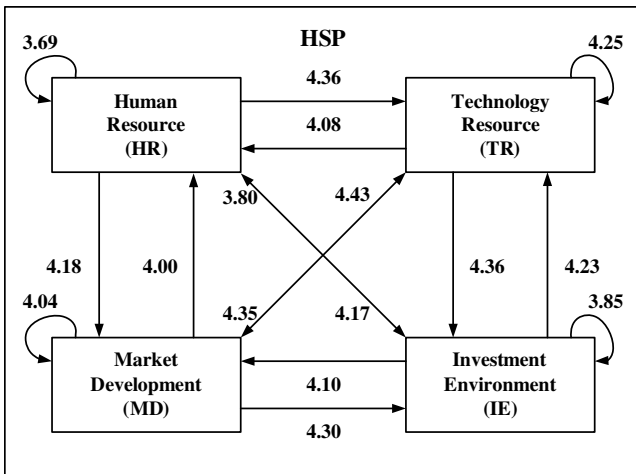 HSP
3.69
4.25
Human
Resource
(HR)
4.36
4.08
Technology
Resource
(TR)
3.80
4.43
4.18
4.00
4.36
4.23
4.04
4.35
4.17
3.85
Market
Development
(MD)
4.10
4.30
Investment
Environment
(IE)